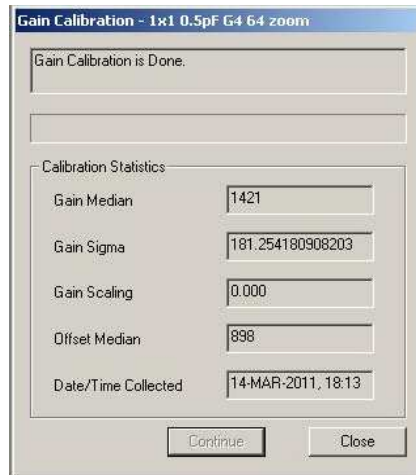 Gain Calibration - 1x1 0.5pF G4 64 zoom
Gain Calibration is Done.
Calibration Statistics
Gain Median 1421
Gain Sigma 181.254180908203
Gain Scaling 0.000
Offset Median 898
Date/Time Collected 14-MAR-2011, 18:13
Continue Close